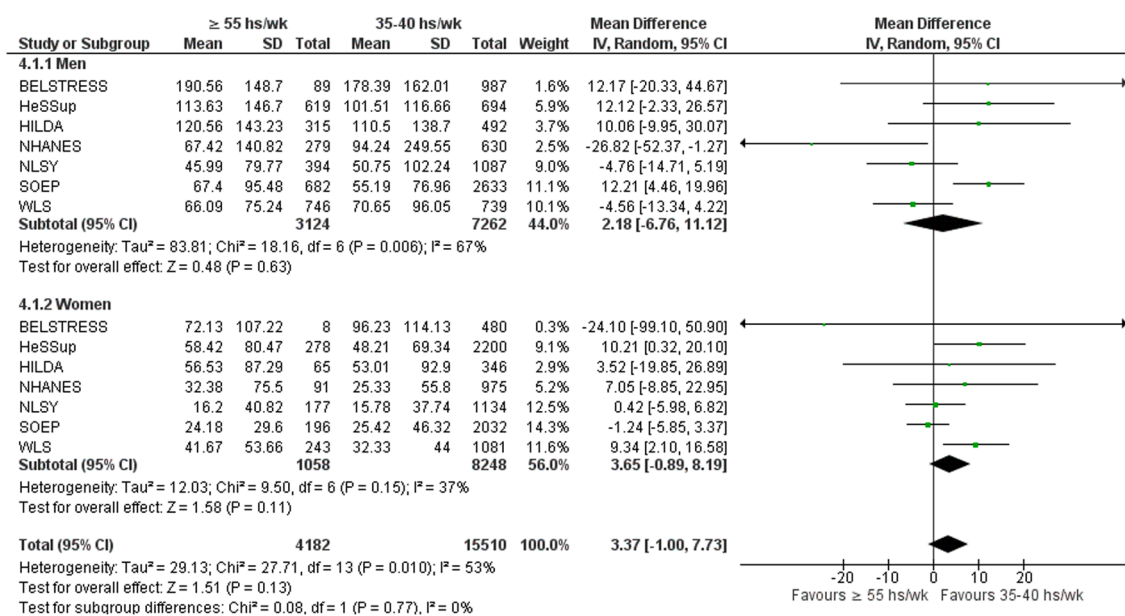 ≥ 55 hs/wk 35-40 hs/wk Mean Difference Mean Difference
Study or Subgroup Mean SD Total Mean SD Total Weight IV, Random, 95% CI IV, Random, 95% CI
4.1.1 Men
BELSTRESS 190.56 148.7 89 178.39 162.01 987 1.6% 12.17 [-20.33, 44.67]
HeSSup 113.63 146.7 619 101.51 116.66 694 5.9% 12.12 [-2.33, 26.57]
HILDA 120.56 143.23 315 110.5 138.7 492 3.7% 10.06 [-9.95, 30.07]
NHANES 67.42 140.82 279 94.24 249.55 630 2.5% -26.82 [-52.37, -1.27]
NLSY 45.99 79.77 394 50.75 102.24 1087 9.0% -4.76 [-14.71, 5.19]
SOEP 67.4 95.48 682 55.19 76.96 2633 11.1% 12.21 [4.46, 19.96]
WLS 66.09 75.24 746 70.65 96.05 739 10.1% -4.56 [-13.34, 4.22]
Subtotal (95% CI) 3124 7262 44.0% 2.18 [-6.76, 11.12]
Heterogeneity: Tau² = 83.81; Chi² = 18.16, df = 6 (P = 0.006); I² = 67%
Test for overall effect: Z = 0.48 (P = 0.63)
4.1.2 Women
BELSTRESS 72.13 107.22 8 96.23 114.13 480 0.3% -24.10 [-99.10, 50.90]
HeSSup 58.42 80.47 278 48.21 69.34 2200 9.1% 10.21 [0.32, 20.10]
HILDA 56.53 87.29 65 53.01 92.9 346 2.9% 3.52 [-19.85, 26.89]
NHANES 32.38 75.5 91 25.33 55.8 975 5.2% 7.05 [-8.85, 22.95]
NLSY 16.2 40.82 177 15.78 37.74 1134 12.5% 0.42 [-5.98, 6.82]
SOEP 24.18 29.6 196 25.42 46.32 2032 14.3% -1.24 [-5.85, 3.37]
WLS 41.67 53.66 243 32.33 44 1081 11.6% 9.34 [2.10, 16.58]
Subtotal (95% CI) 1058 8248 56.0% 3.65 [-0.89, 8.19]
Heterogeneity: Tau² = 12.03; Chi² = 9.50, df = 6 (P = 0.15); I² = 37%
Test for overall effect: Z = 1.58 (P = 0.11)
Total (95% CI) 4182 15510 100.0% 3.37 [-1.00, 7.73]
Heterogeneity: Tau² = 29.13; Chi² = 27.71, df = 13 (P = 0.010); I² = 53%
Test for overall effect: Z = 1.51 (P = 0.13)
Test for subgroup differences: Chi² = 0.08, df = 1 (P = 0.77), I² = 0%
-20 -10 0 10 20
Favours ≥ 55 hs/wk Favours 35-40 hs/wk